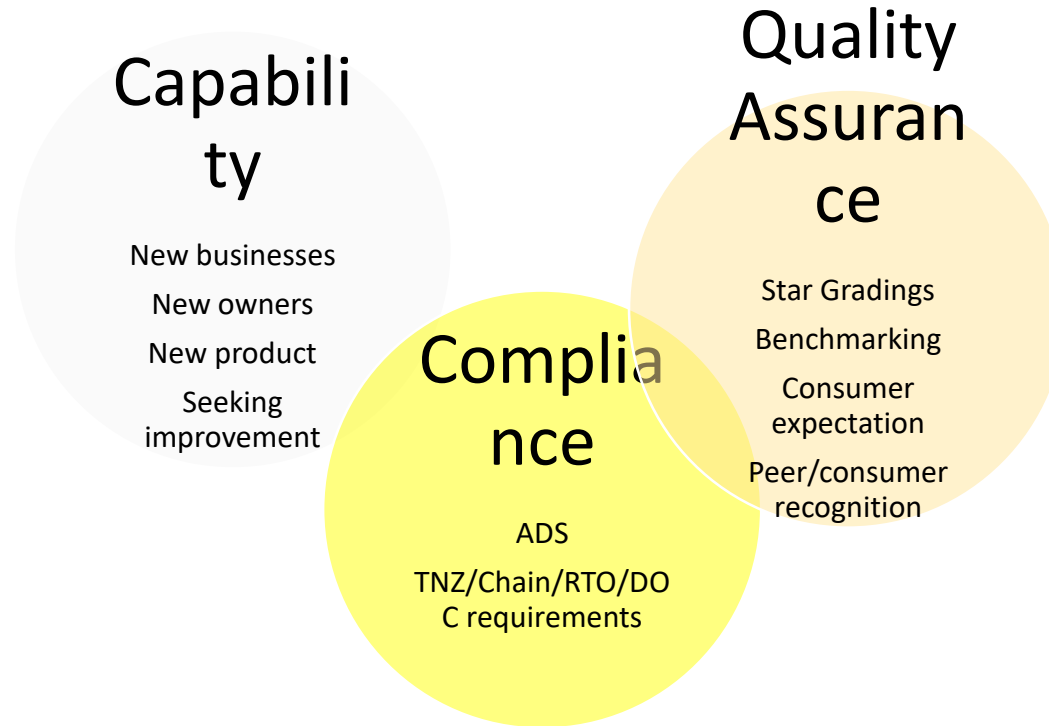 Capabili
ty
New businesses
New owners
New product
Seeking
improvement
Complia
nce
ADS
TNZ/Chain/RTO/DO
C requirements
Quality
Assuran
ce
Star Gradings
Benchmarking
Consumer
expectation
Peer/consumer
recognition